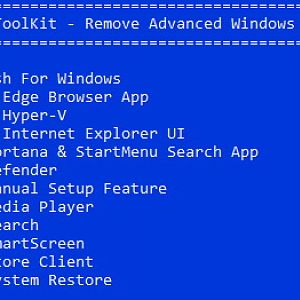 ==================================
ToolKit - Remove Advanced Windows
==================================
sh For Windows
Edge Browser App
Hyper-V
Internet Explorer UI
ortana & StartMenu Search App
efender
anual Setup Feature
edia Player
earch
martScreen
tore Client
ystem Restore